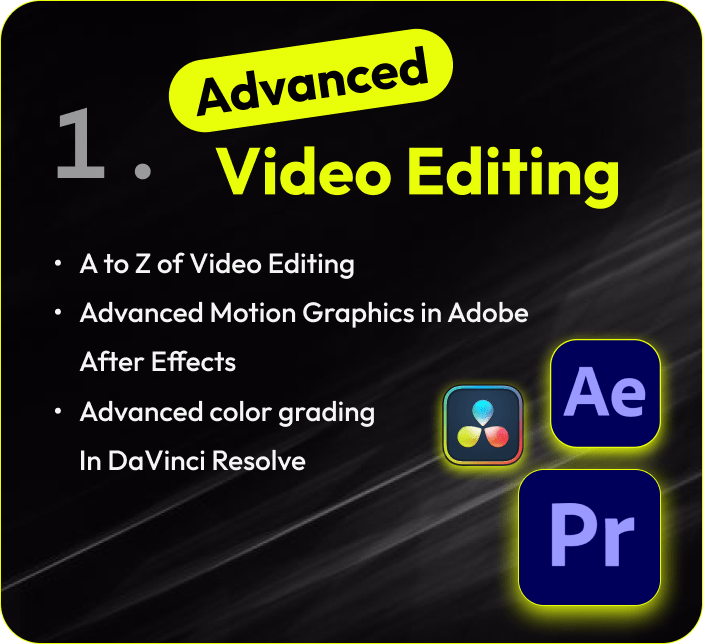 Advanced
1.
Video Editing
• A to Z of Video Editing
• Advanced Motion Graphics in Adobe
After Effects
• Advanced color grading
In DaVinci Resolve
Ae
Pr